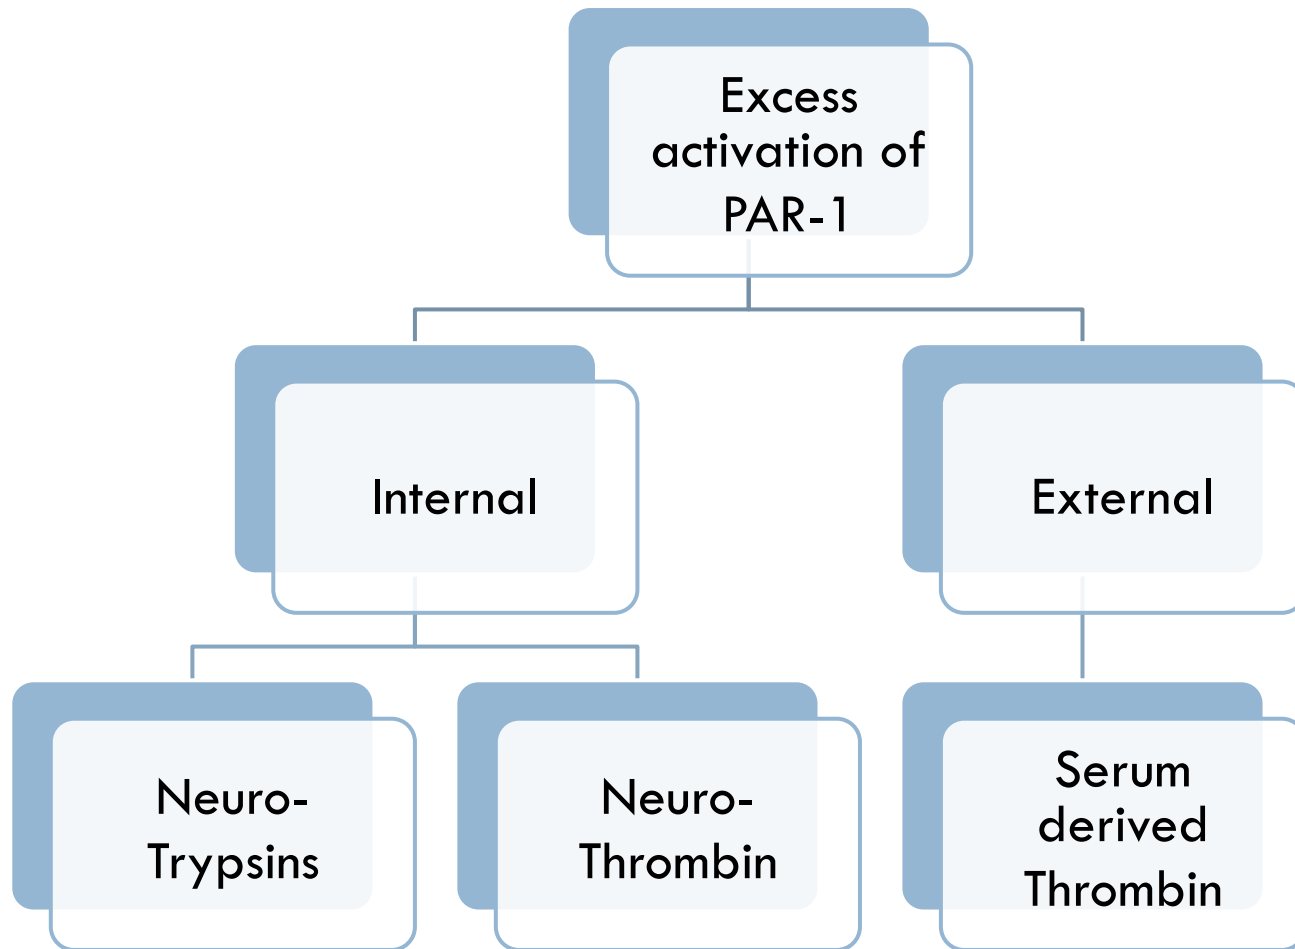 Excess
activation of
PAR-1
Internal
External
Neuro-
Trypsins
Neuro-
Thrombin
Serum
derived
Thrombin